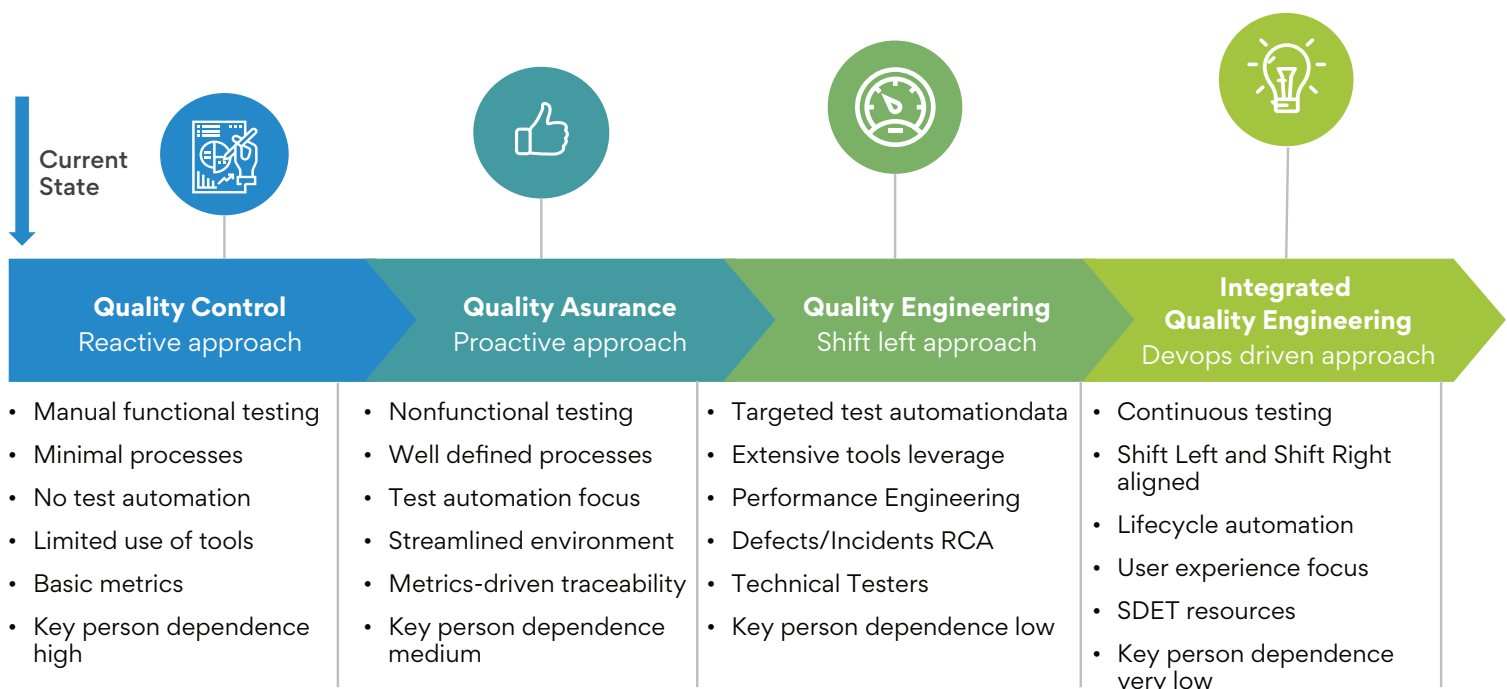 Current
State
Quality Control
Reactive approach
Quality Asurance
Proactive approach
Quality Engineering
Shift left approach
Integrated
Quality Engineering
Devops driven approach
• Manual functional testing
• Minimal processes
• No test automation
• Limited use of tools
• Basic metrics
• Key person dependence
high
• Nonfunctional testing
• Well defined processes
• Test automation focus
• Streamlined environment
• Metrics-driven traceability
• Key person dependence
medium
• Targeted test automationdata
• Extensive tools leverage
• Performance Engineering
• Defects/Incidents RCA
• Technical Testers
• Key person dependence low
• Continuous testing
• Shift Left and Shift Right
aligned
• Lifecycle automation
• User experience focus
• SDET resources
• Key person dependence
very low